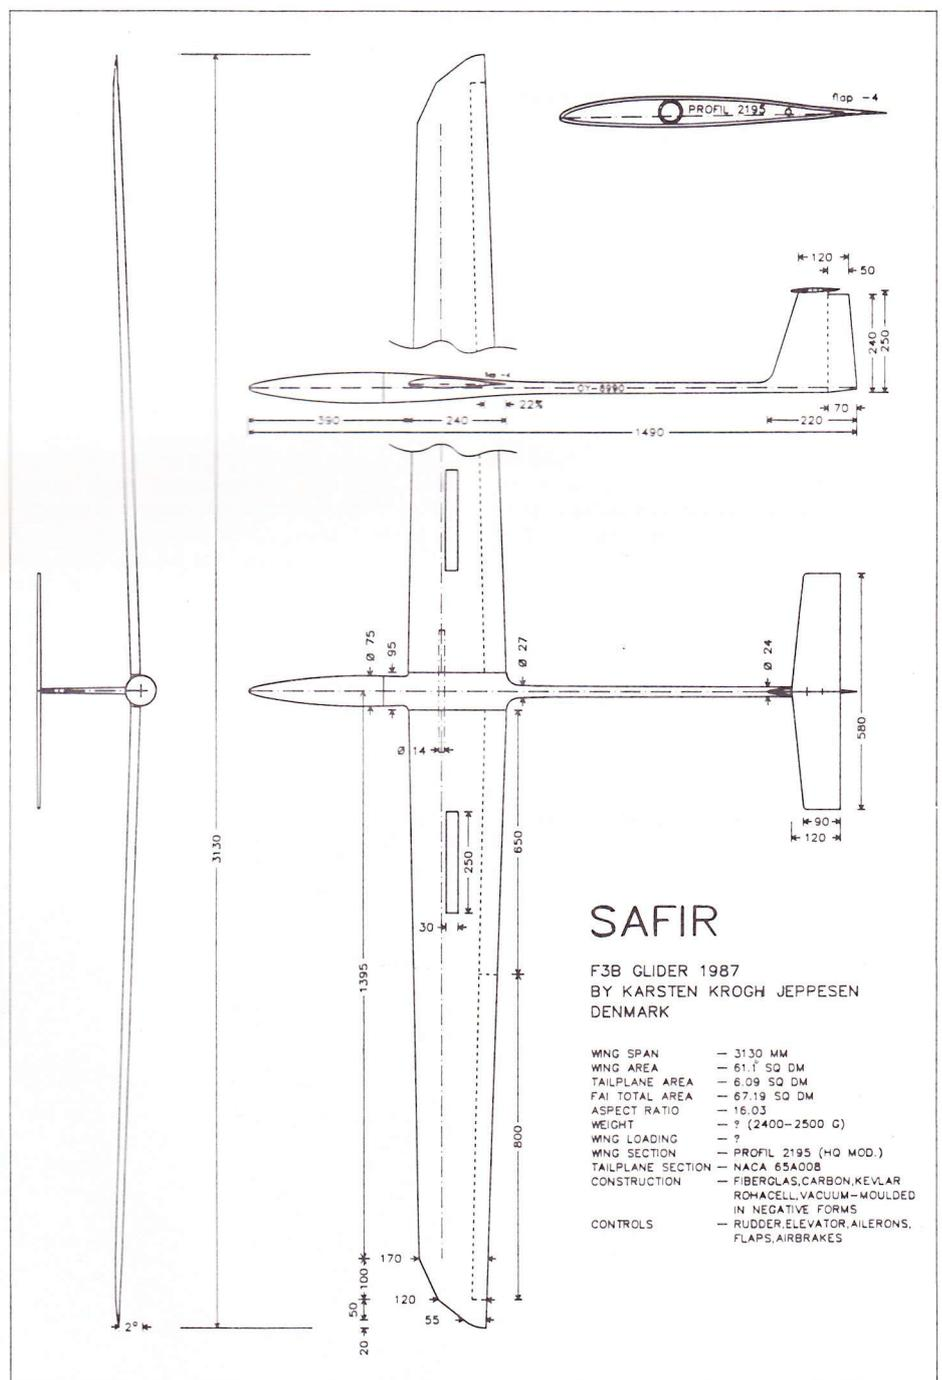 flap -4
PROFIL 2195
120
50
240
250
OY-8990
22%
70
390
240
220
1490
Ø 75
95
Ø 27
Ø 24
Ø 14
580
90
120
3130
650
250
30
1395
800
170
100
120
50
55
20
2°
SAFIR
F3B GLIDER 1987
BY KARSTEN KROGH JEPPESEN
DENMARK
WING SPAN — 3130 MM
WING AREA — 61.1 SQ DM
TAILPLANE AREA — 6.09 SQ DM
FAI TOTAL AREA — 67.19 SQ DM
ASPECT RATIO — 16.03
WEIGHT — ? (2400-2500 G)
WING LOADING — ?
WING SECTION — PROFIL 2195 (HQ MOD.)
TAILPLANE SECTION — NACA 65A008
CONSTRUCTION — FIBERGLAS,CARBON,KEVLAR
ROHACELL,VACUUM-MOULDED
IN NEGATIVE FORMS
CONTROLS — RUDDER,ELEVATOR,AILERONS,
FLAPS,AIRBRAKES